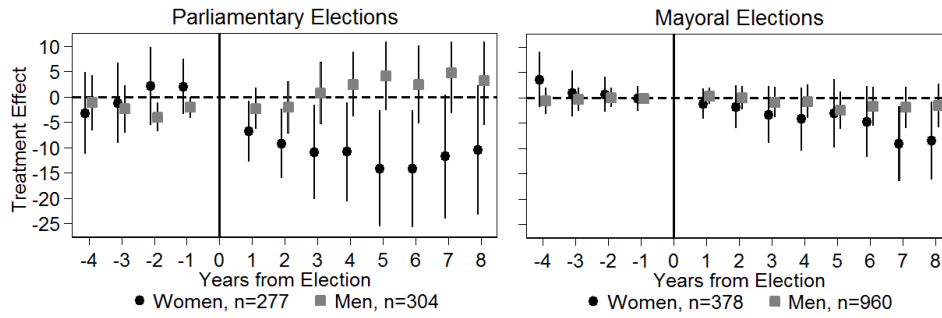 Parliamentary Elections
Treatment Effect
10
5
0
-5
-10
-15
-20
-25
-4 -3 -2 -1 0 1 2 3 4 5 6 7 8
Years from Election
Women, n=277 Men, n=304
Mayoral Elections
-4 -3 -2 -1 0 1 2 3 4 5 6 7 8
Years from Election
Women, n=378 Men, n=960